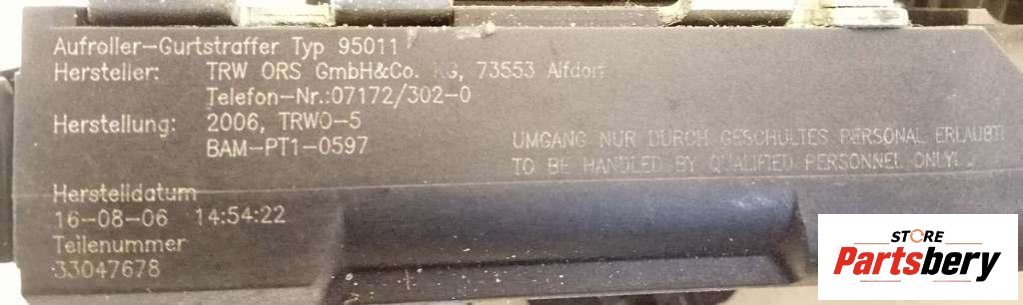 Aufroller-Gurtstraffer Typ 95011
Hersteller: TRW ORS GmbH&Co. KG, 73553 Alfdorf
Telefon-Nr.:07172/302-0
Herstellung: 2006, TRWO-5
BAM-PT1-0597
UMGANG NUR DURCH GESCHULTES PERSONAL ERLAUBT!
TO BE HANDLED BY QUALIFIED PERSONNEL ONLY!
Herstelldatum
16-08-06 14:54:22
Teilenummer
33047678
STORE
Partsbery